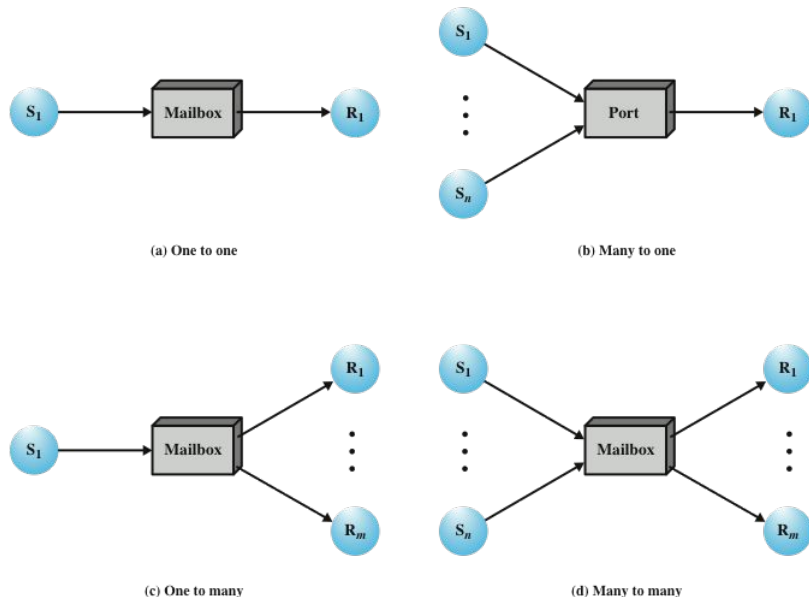 S1
Mailbox
R1
(a) One to one
S1
Sn
Port
R1
(b) Many to one
S1
Mailbox
R1
Rm
(c) One to many
S1
Sn
Mailbox
R1
Rm
(d) Many to many